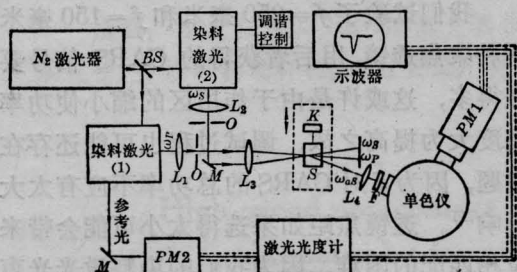 N₂激光器
BS
染料
激光
(2)
调谐
控制
示波器
PM1
ωS
L₂
O
K
染料激光
(1)
ωP
L₁
O
M
L₃
S
ωS
ωP
ωaS
L₄
F
单色仪
参考光
M
PM2
激光光度计